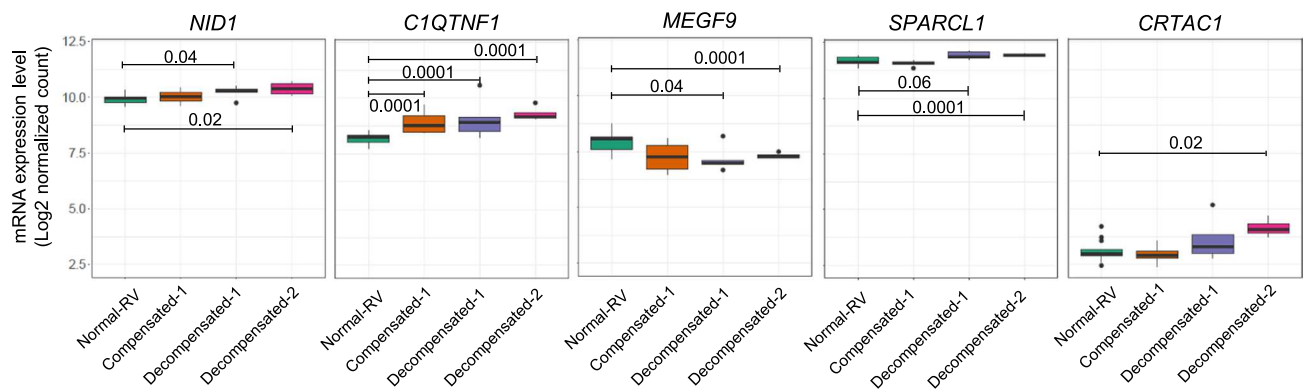 NID1
C1QTNF1
MEGF9
SPARCL1
CRTAC1
mRNA expression level
(Log2 normalized count)
12.5
10.0
7.5
5.0
2.5
0.04
0.02
0.0001
0.0001
0.0001
0.0001
0.04
0.06
0.0001
0.02
Normal-RV
Compensated-1
Decompensated-1
Decompensated-2
Normal-RV
Compensated-1
Decompensated-1
Decompensated-2
Normal-RV
Compensated-1
Decompensated-1
Decompensated-2
Normal-RV
Compensated-1
Decompensated-1
Decompensated-2
Normal-RV
Compensated-1
Decompensated-1
Decompensated-2